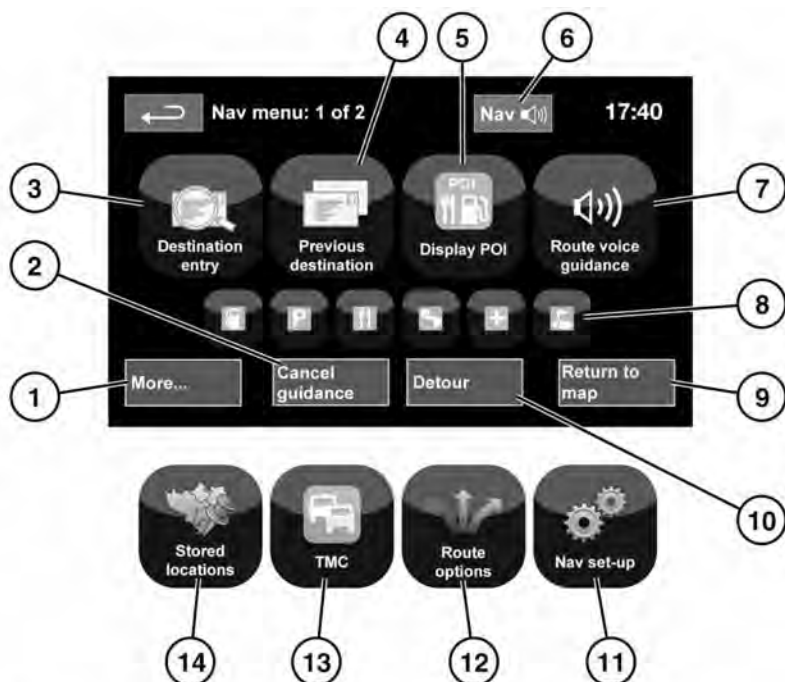 4
5
6
Nav menu: 1 of 2
Nav
17:40
3
7
POI
Destination
entry
Previous
destination
Display POI
Route voice
guidance
2
P
8
More...
Cancel
guidance
Detour
Return to
map
1
9
10
Stored
locations
TMC
Route
options
Nav set-up
14
13
12
11